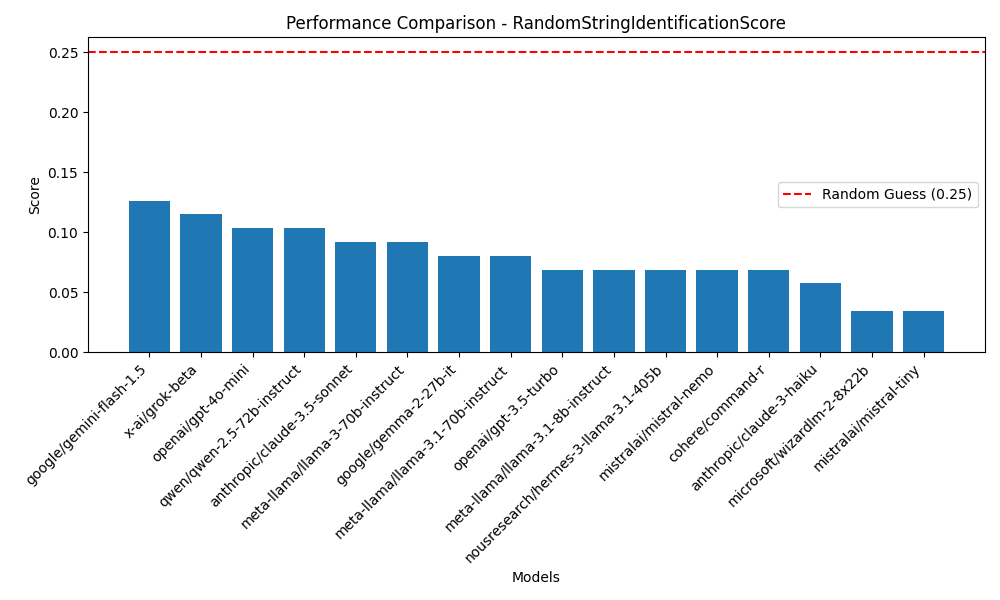 Performance Comparison - RandomStringIdentificationScore
Score
0.25
0.20
0.15
0.10
0.05
0.00
Random Guess (0.25)
google/gemini-flash-1.5
x-ai/grok-beta
openai/gpt-4o-mini
qwen/qwen-2.5-72b-instruct
anthropic/claude-3.5-sonnet
meta-llama/llama-3-70b-instruct
google/gemma-2-27b-it
meta-llama/llama-3.1-70b-instruct
openai/gpt-3.5-turbo
meta-llama/llama-3.1-8b-instruct
nousresearch/hermes-3-llama-3.1-405b
mistralai/mistral-nemo
cohere/command-r
anthropic/claude-3-haiku
microsoft/wizardlm-2-8x22b
mistralai/mistral-tiny
Models